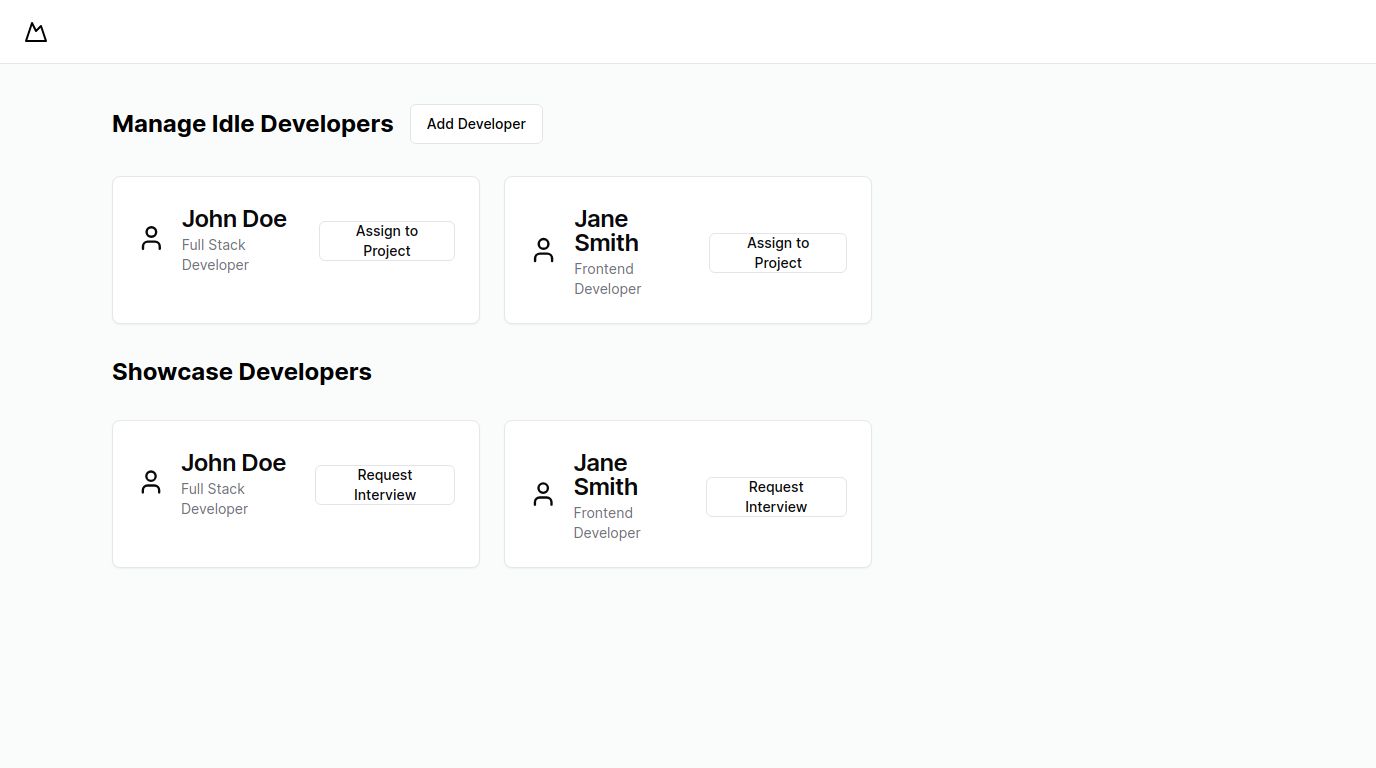 Manage Idle Developers
Add Developer
John Doe
Full Stack
Developer
Assign to
Project
Jane
Smith
Frontend
Developer
Assign to
Project
Showcase Developers
John Doe
Full Stack
Developer
Request
Interview
Jane
Smith
Frontend
Developer
Request
Interview